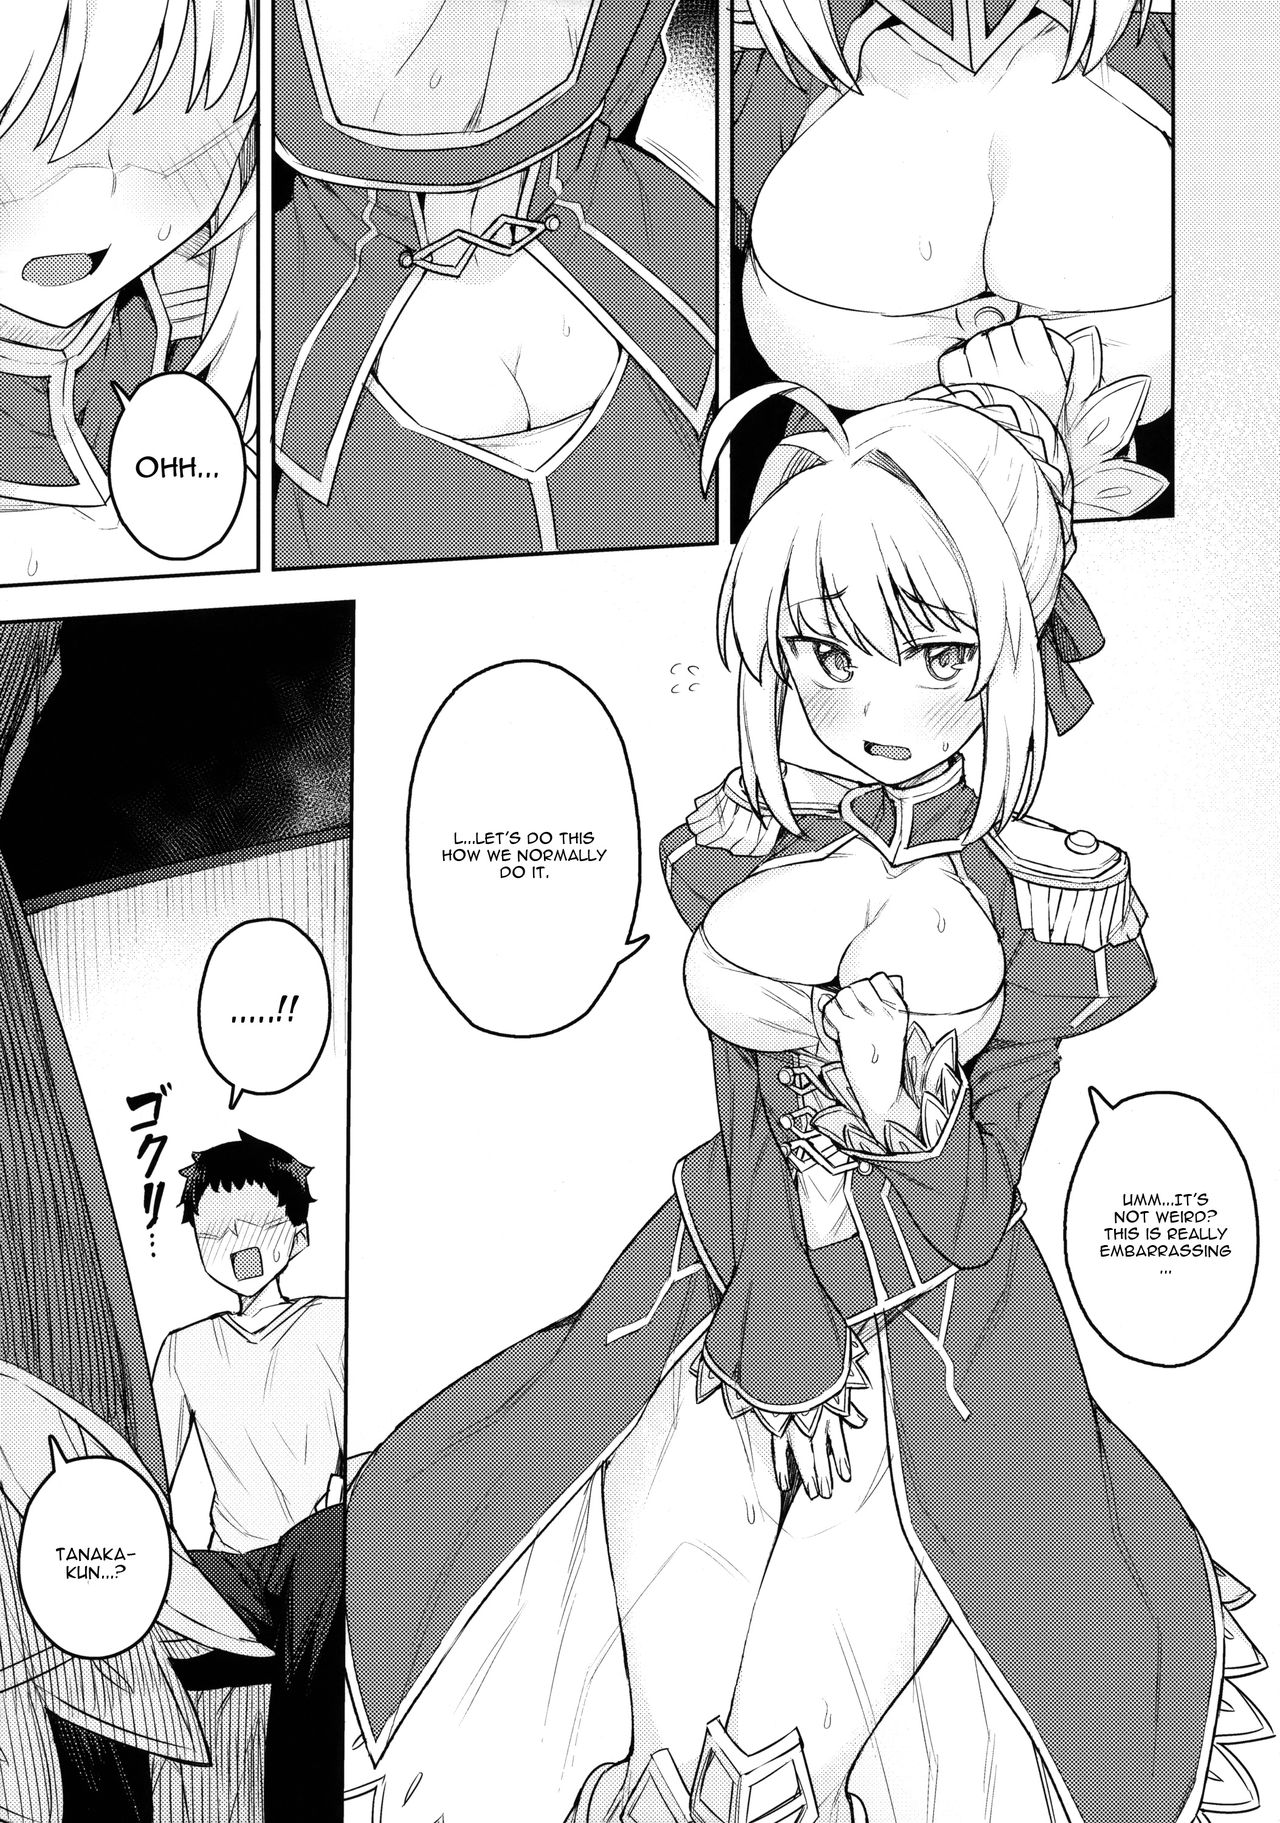 OHH...
L...LET'S DO THIS
HOW WE NORMALLY
DO IT.
UMM...IT'S
NOT WEIRD?
THIS IS REALLY
EMBARRASSING
...
.....!!
ゴクリ…
TANAKA-
KUN...?